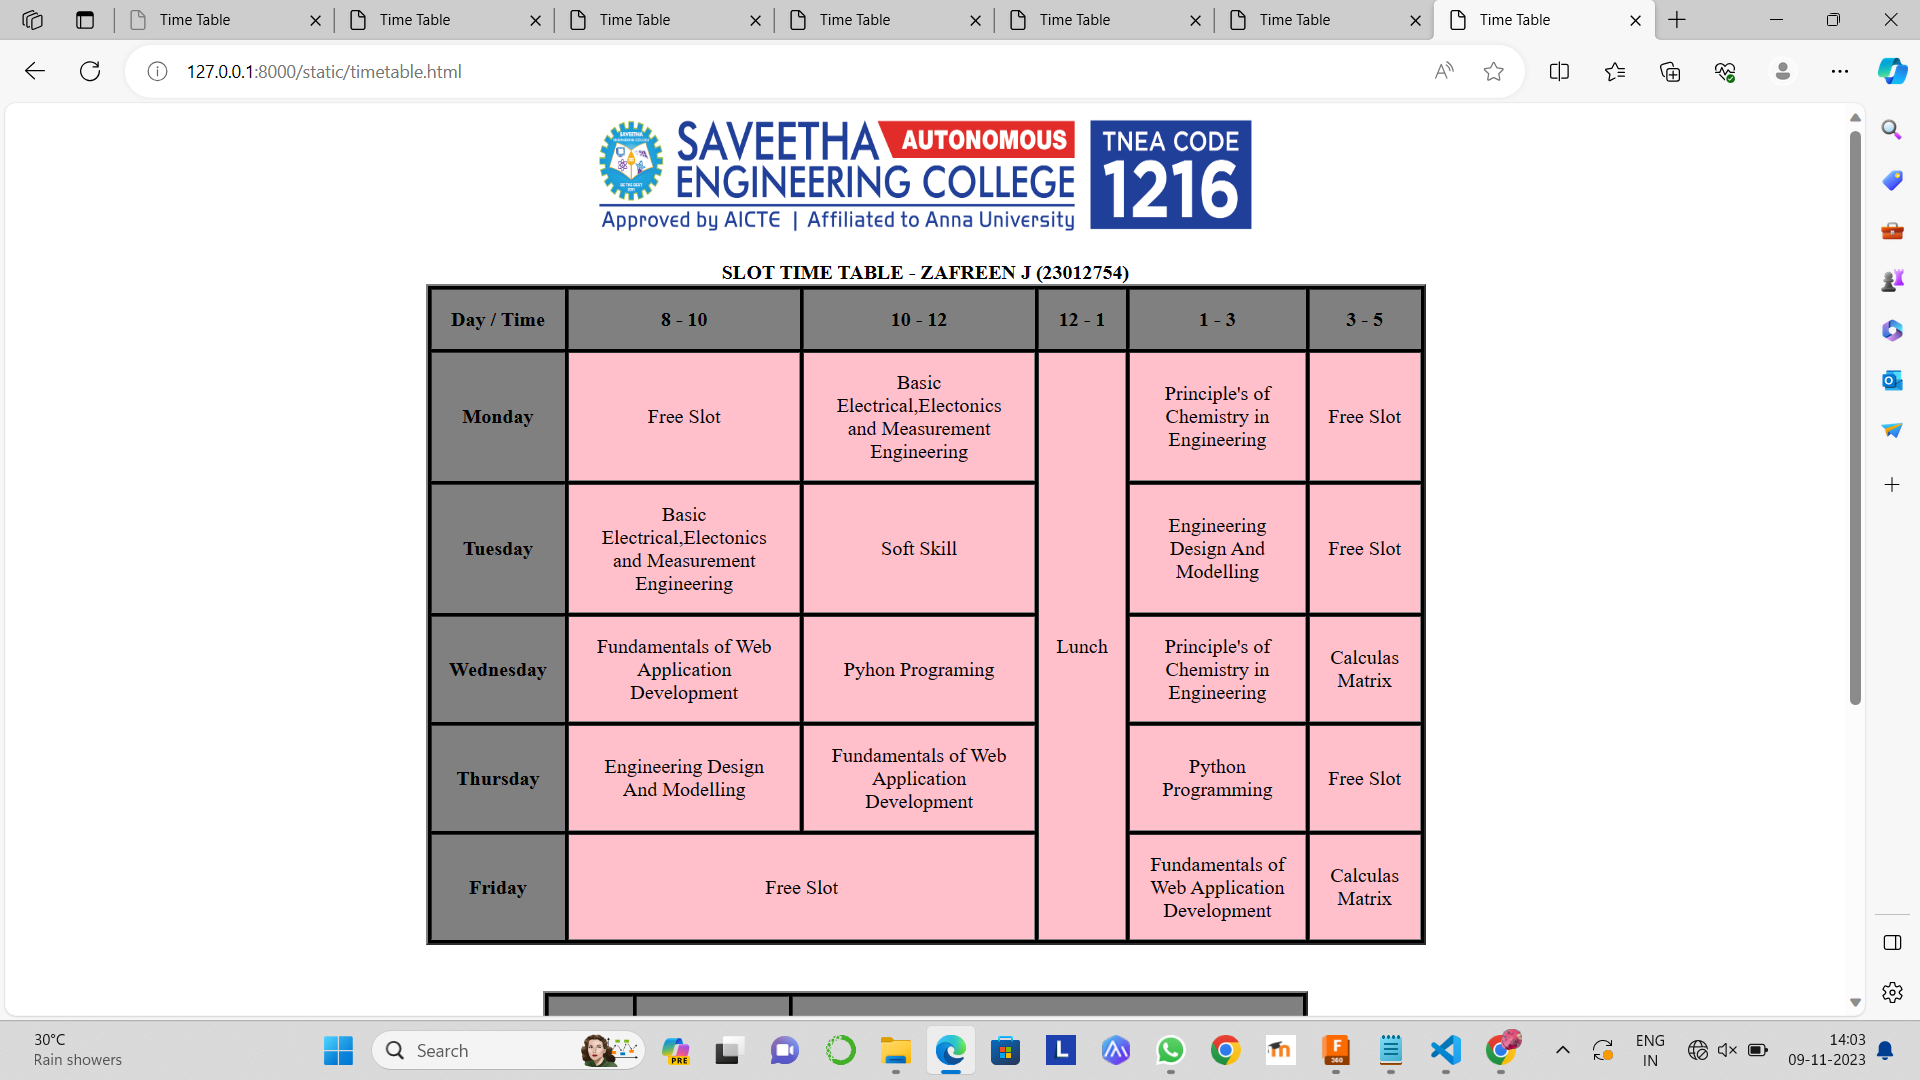 Time Table
Time Table
Time Table
Time Table
Time Table
Time Table
Time Table
127.0.0.1:8000/static/timetable.html
SAVEETHA AUTONOMOUS
ENGINEERING COLLEGE
Approved by AICTE | Affiliated to Anna University
TNEA CODE
1216
SLOT TIME TABLE - ZAFREEN J (23012754)
Day / Time
8 - 10
10 - 12
12 - 1
1 - 3
3 - 5
Monday
Free Slot
Basic
Electrical,Electonics
and Measurement
Engineering
Lunch
Principle's of
Chemistry in
Engineering
Free Slot
Tuesday
Basic
Electrical,Electonics
and Measurement
Engineering
Soft Skill
Engineering
Design And
Modelling
Free Slot
Wednesday
Fundamentals of Web
Application
Development
Pyhon Programing
Principle's of
Chemistry in
Engineering
Calculas
Matrix
Thursday
Engineering Design
And Modelling
Fundamentals of Web
Application
Development
Python
Programming
Free Slot
Friday
Free Slot
Fundamentals of
Web Application
Development
Calculas
Matrix
30°C
Rain showers
Search
PRE
L
F
360
ENG
IN
14:03
09-11-2023